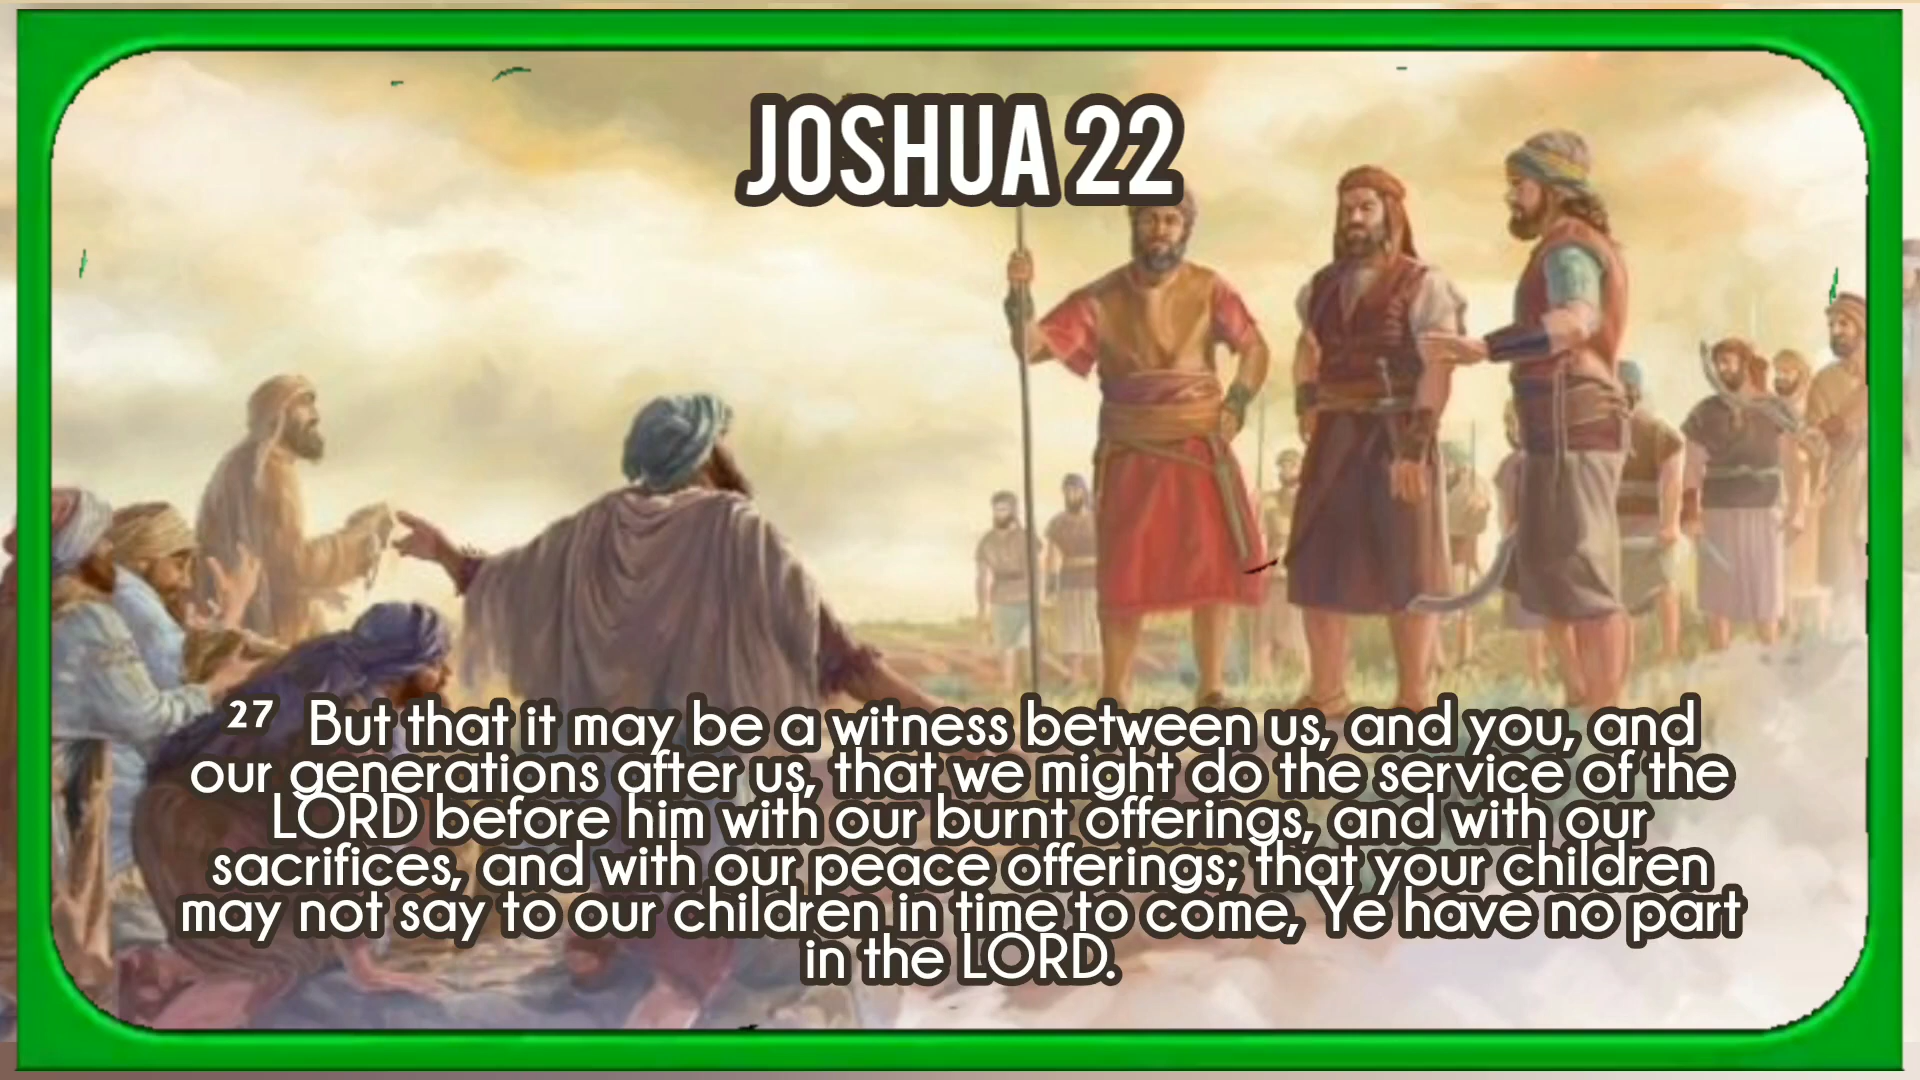 JOSHUA 22
27 But that it may be a witness between us, and you, and
our generations after us, that we might do the service of the
LORD before him with our burnt offerings, and with our
sacrifices, and with our peace offerings; that your children
may not say to our children in time to come, Ye have no part
in the LORD.